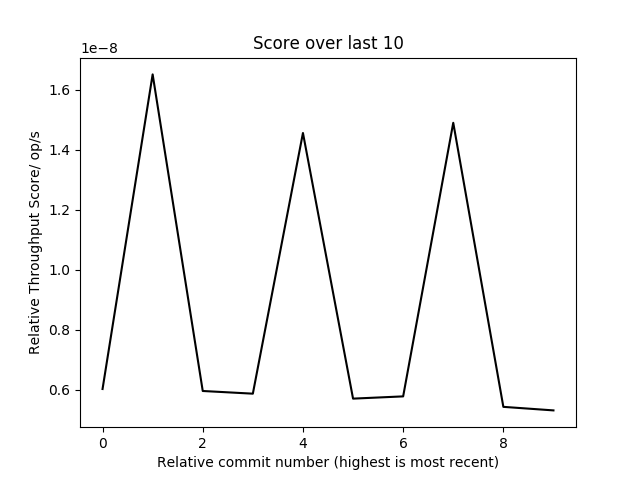 Score over last 10
1e−8
1.6
1.4
1.2
1.0
0.8
0.6
Relative Throughput Score/ op/s
0 2 4 6 8
Relative commit number (highest is most recent)